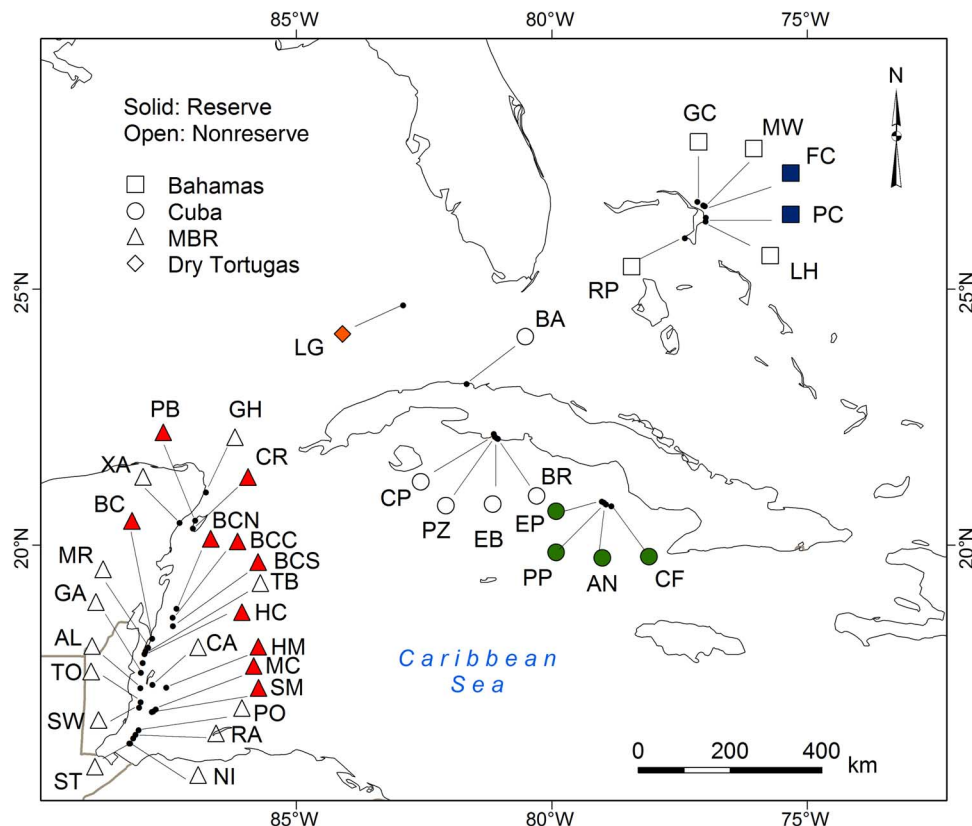 85°W 80°W 75°W
N
Solid: Reserve
Open: Nonreserve
Bahamas
Cuba
MBR
Dry Tortugas
GC
MW
FC
PC
LH
RP
25°N
25°N
LG
BA
PB
GH
XA
CR
BC
BCN
BCC
BCS
TB
MR
GA
HC
AL
CA
HM
TO
MC
SM
SW
PO
RA
ST
NI
CP
PZ
EB
EP
BR
PP
AN
CF
20°N
20°N
Caribbean
Sea
0 200 400
km
85°W 80°W 75°W